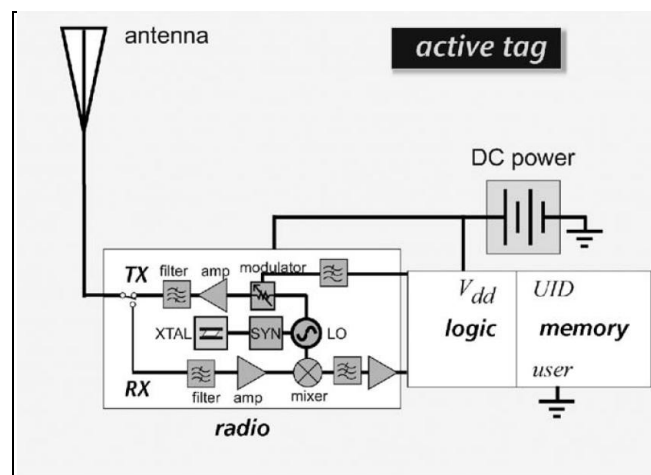 antenna
active tag
DC power
TX
filter
amp
modulator
Vdd
UID
XTAL
SYN
LO
logic
memory
RX
filter
amp
mixer
user
radio